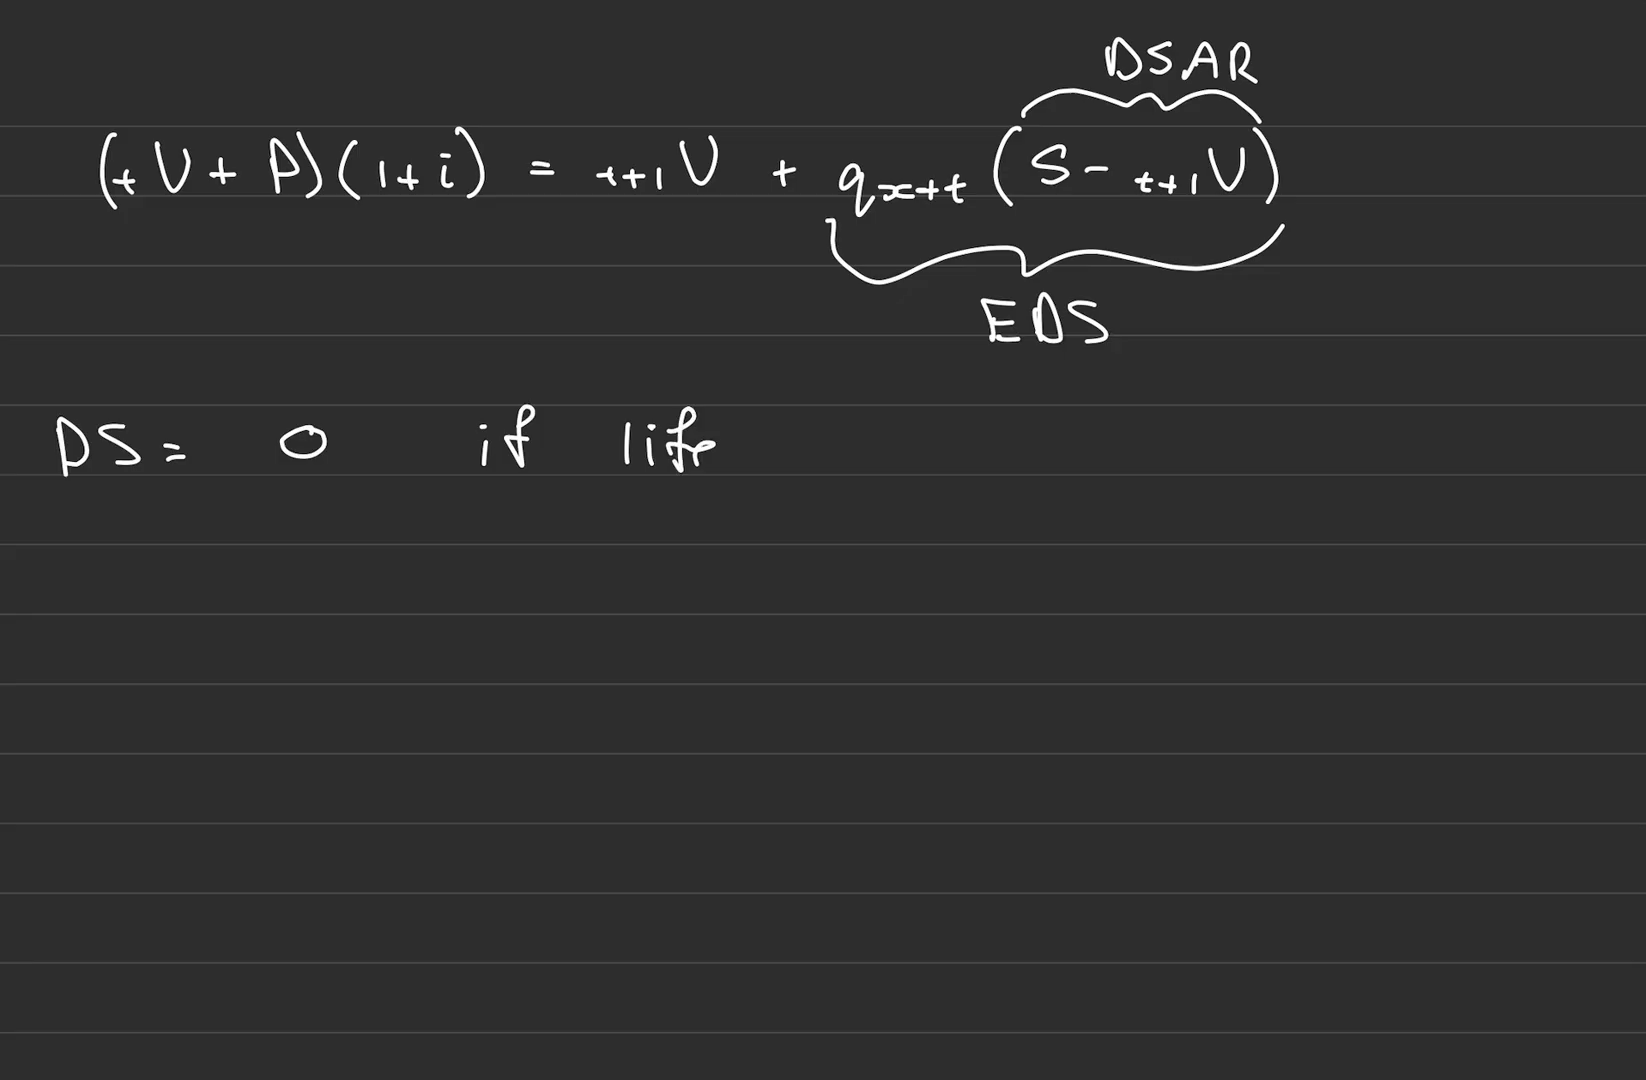 DSAR
(ₜV + P)(1+i) = ₜ₊₁V + qₓ₊ₜ (S - ₜ₊₁V)
EDS
DS = 0 if life